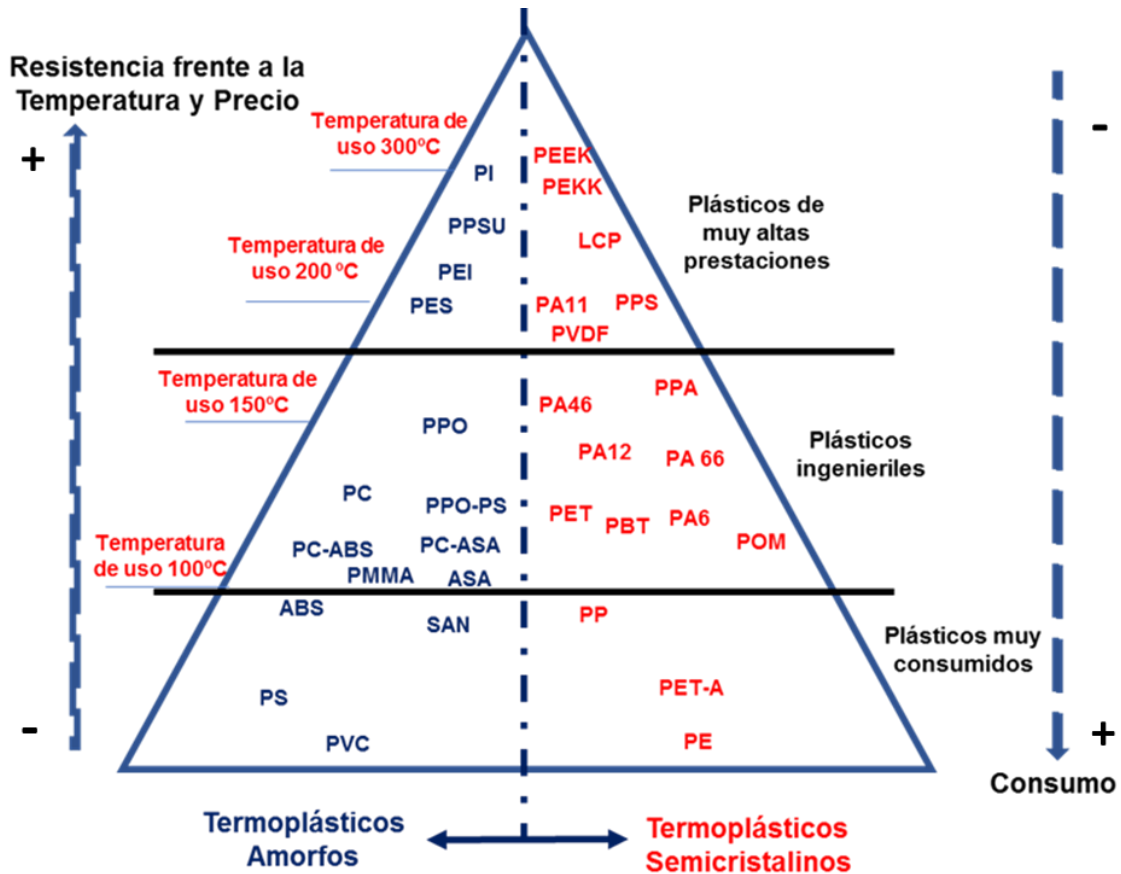 Resistencia frente a la
Temperatura y Precio
+
-
Temperatura de
uso 300ºC
Temperatura de
uso 200 ºC
Temperatura de
uso 150ºC
Temperatura
de uso 100ºC
PI
PPSU
PEI
PES
PEEK
PEKK
LCP
PA11
PPS
PVDF
Plásticos de
muy altas
prestaciones
PPO
PC
PPO-PS
PC-ABS
PC-ASA
PMMA
ASA
PPA
PA46
PA12
PA 66
PET
PBT
PA6
POM
Plásticos
ingenieriles
ABS
SAN
PS
PVC
PP
PET-A
PE
Plásticos muy
consumidos
-
+
Consumo
Termoplásticos
Amorfos
Termoplásticos
Semicristalinos